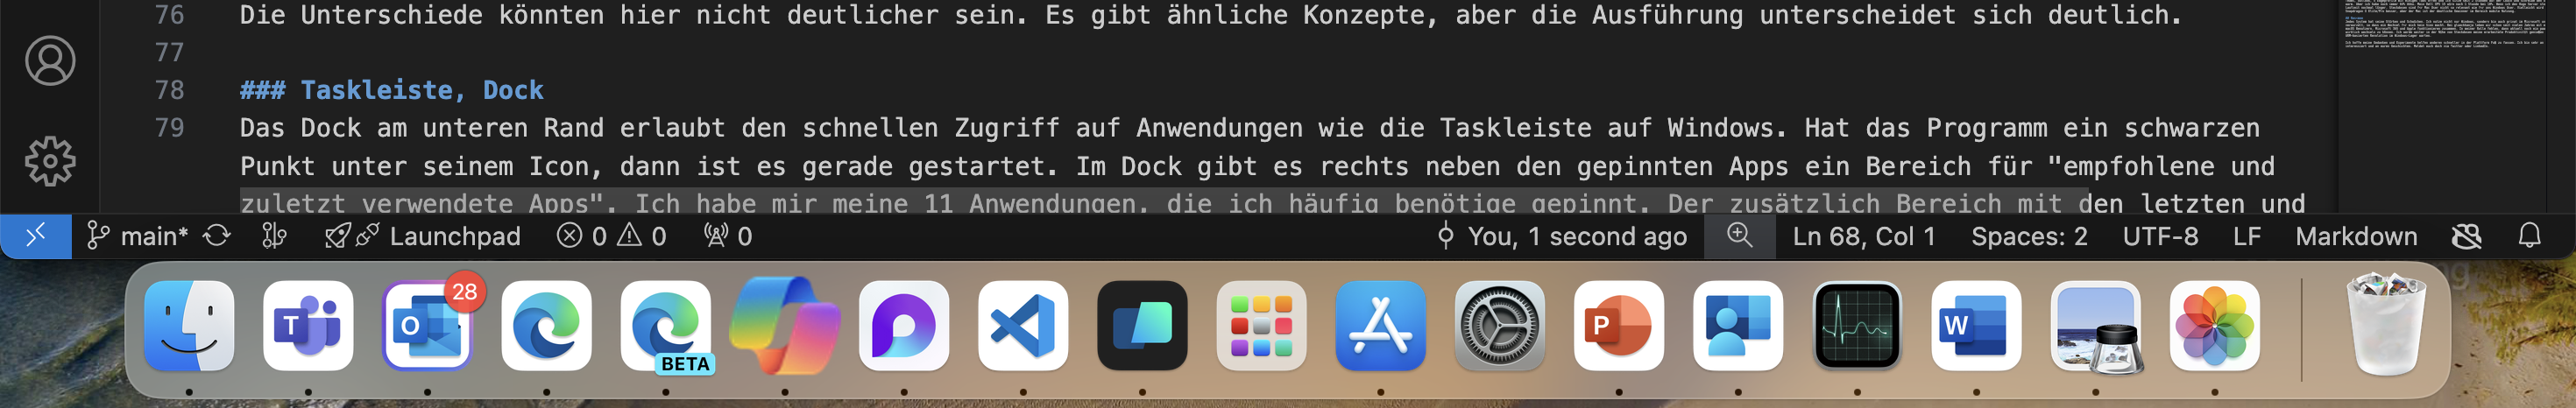 76 Die Unterschiede könnten hier nicht deutlicher sein. Es gibt ähnliche Konzepte, aber die Ausführung unterscheidet sich deutlich.
77
78 ### Taskleiste, Dock
79 Das Dock am unteren Rand erlaubt den schnellen Zugriff auf Anwendungen wie die Taskleiste auf Windows. Hat das Programm ein schwarzen
Punkt unter seinem Icon, dann ist es gerade gestartet. Im Dock gibt es rechts neben den gepinnten Apps ein Bereich für "empfohlene und
zuletzt verwendete Apps". Ich habe mir meine 11 Anwendungen, die ich häufig benötige gepinnt. Der zusätzlich Bereich mit den letzten und
main* Launchpad 0 0 0 You, 1 second ago Ln 68, Col 1 Spaces: 2 UTF-8 LF Markdown
28
T O P W
BETA